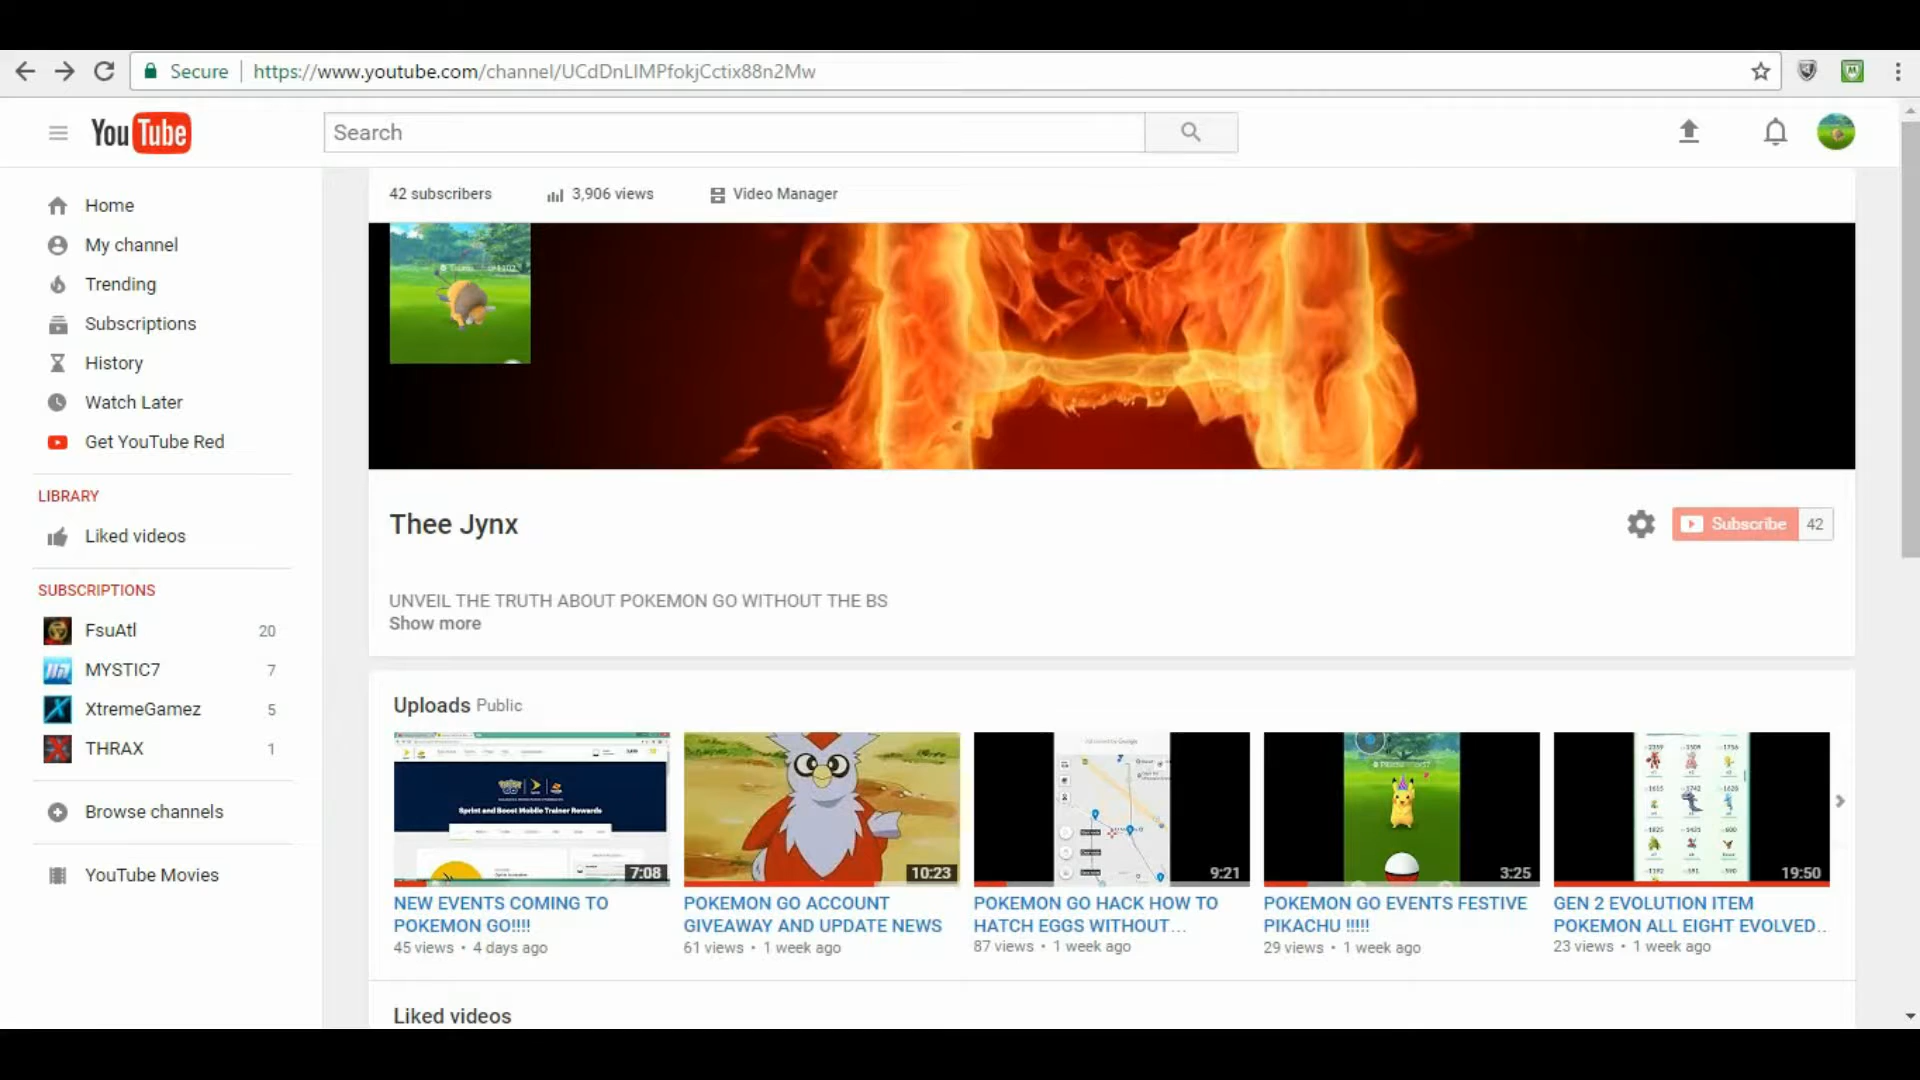 Secure https://www.youtube.com/channel/UCdDnLIMPfokjCctix88n2Mw
YouTube
Search
42 subscribers 3,906 views Video Manager
Home
My channel
Trending
Subscriptions
History
Watch Later
Get YouTube Red
LIBRARY
Liked videos
SUBSCRIPTIONS
FsuAtl 20
MYSTIC7 7
XtremeGamez 5
THRAX 1
Browse channels
YouTube Movies
Thee Jynx
Subscribe 42
UNVEIL THE TRUTH ABOUT POKEMON GO WITHOUT THE BS
Show more
Uploads Public
Sprint and Boost Mobile Trainer Rewards
7:08
10:23
9:21
3:25
19:50
NEW EVENTS COMING TO
POKEMON GO!!!!
45 views • 4 days ago
POKEMON GO ACCOUNT
GIVEAWAY AND UPDATE NEWS
61 views • 1 week ago
POKEMON GO HACK HOW TO
HATCH EGGS WITHOUT...
87 views • 1 week ago
POKEMON GO EVENTS FESTIVE
PIKACHU !!!!!
29 views • 1 week ago
GEN 2 EVOLUTION ITEM
POKEMON ALL EIGHT EVOLVED..
23 views • 1 week ago
Liked videos